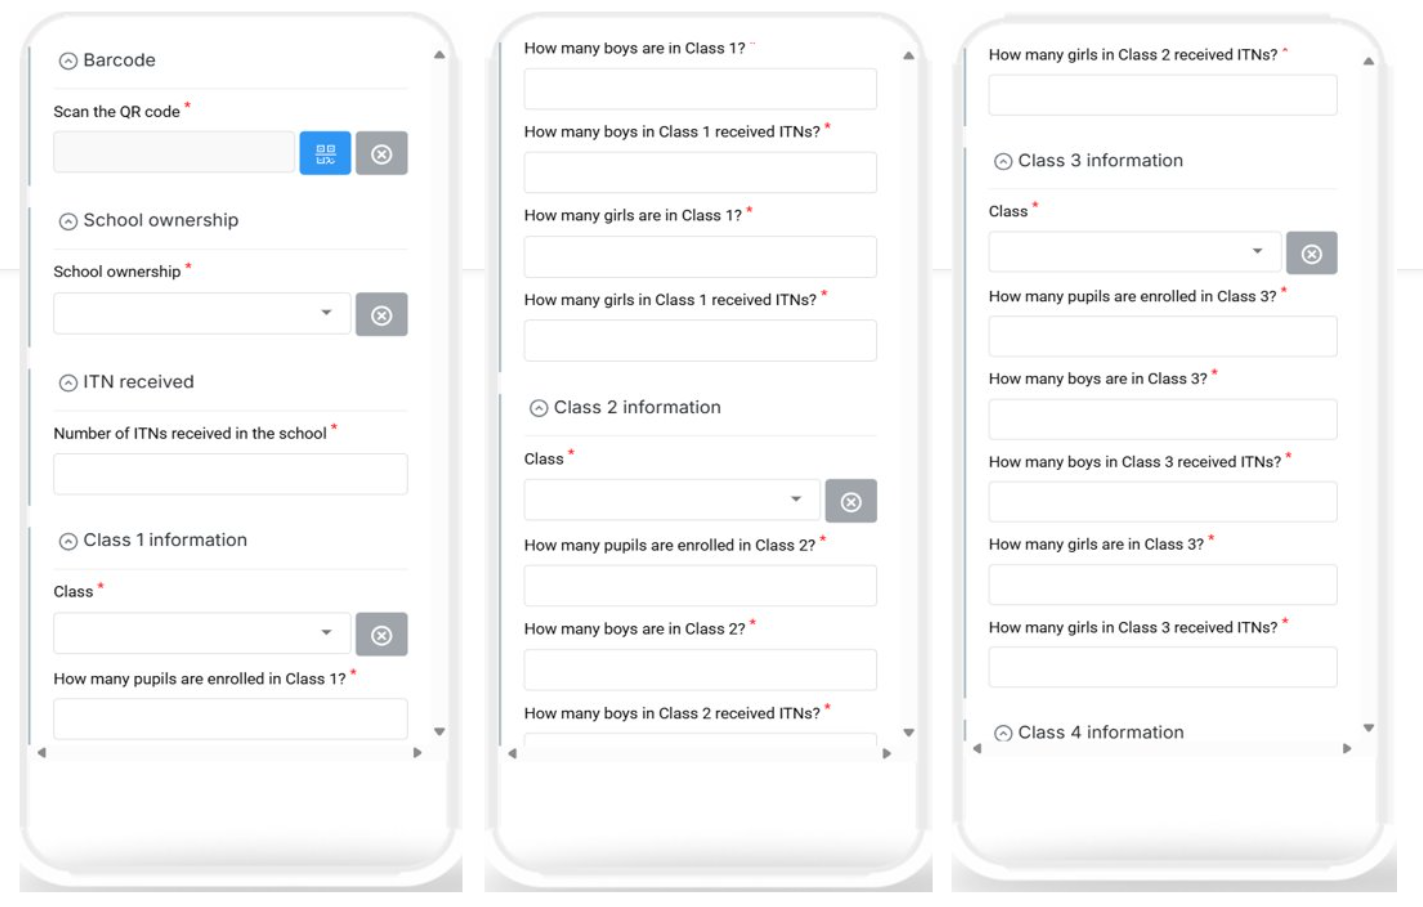 Barcode
Scan the QR code *
School ownership
School ownership *
ITN received
Number of ITNs received in the school *
Class 1 information
Class *
How many pupils are enrolled in Class 1? *
How many boys are in Class 1? *
How many boys in Class 1 received ITNs? *
How many girls are in Class 1? *
How many girls in Class 1 received ITNs? *
Class 2 information
Class *
How many pupils are enrolled in Class 2? *
How many boys are in Class 2? *
How many boys in Class 2 received ITNs? *
How many girls in Class 2 received ITNs? *
Class 3 information
Class *
How many pupils are enrolled in Class 3? *
How many boys are in Class 3? *
How many boys in Class 3 received ITNs? *
How many girls are in Class 3? *
How many girls in Class 3 received ITNs? *
Class 4 information